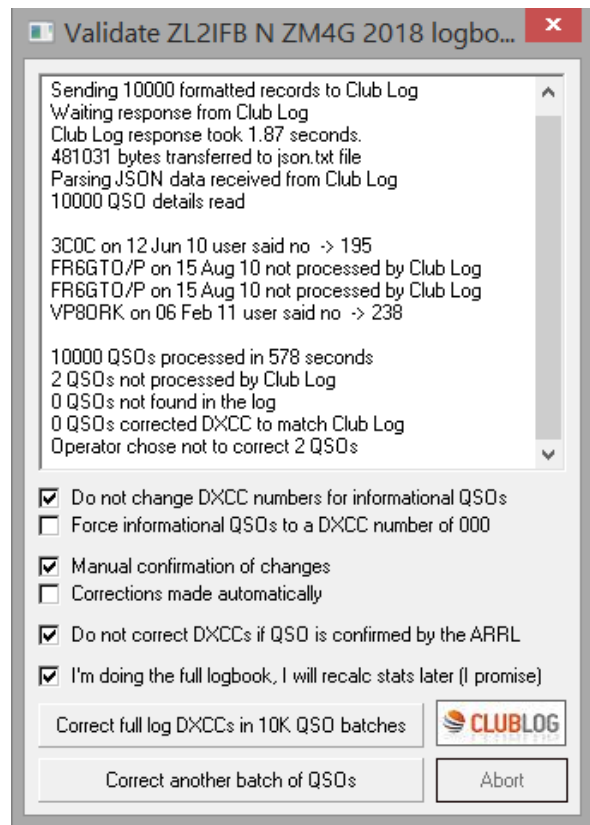 Validate ZL2IFB N ZM4G 2018 logbo...
Sending 10000 formatted records to Club Log
Waiting response from Club Log
Club Log response took 1.87 seconds.
481031 bytes transferred to json.txt file
Parsing JSON data received from Club Log
10000 QSO details read
3C0C on 12 Jun 10 user said no -> 195
FR6GTO/P on 15 Aug 10 not processed by Club Log
FR6GTO/P on 15 Aug 10 not processed by Club Log
VP8ORK on 06 Feb 11 user said no -> 238
10000 QSOs processed in 578 seconds
2 QSOs not processed by Club Log
0 QSOs not found in the log
0 QSOs corrected DXCC to match Club Log
Operator chose not to correct 2 QSOs
Do not change DXCC numbers for informational QSOs
Force informational QSOs to a DXCC number of 000
Manual confirmation of changes
Corrections made automatically
Do not correct DXCCs if QSO is confirmed by the ARRL
I'm doing the full logbook, I will recalc stats later (I promise)
Correct full log DXCCs in 10K QSO batches
CLUBLOG
Correct another batch of QSOs
Abort